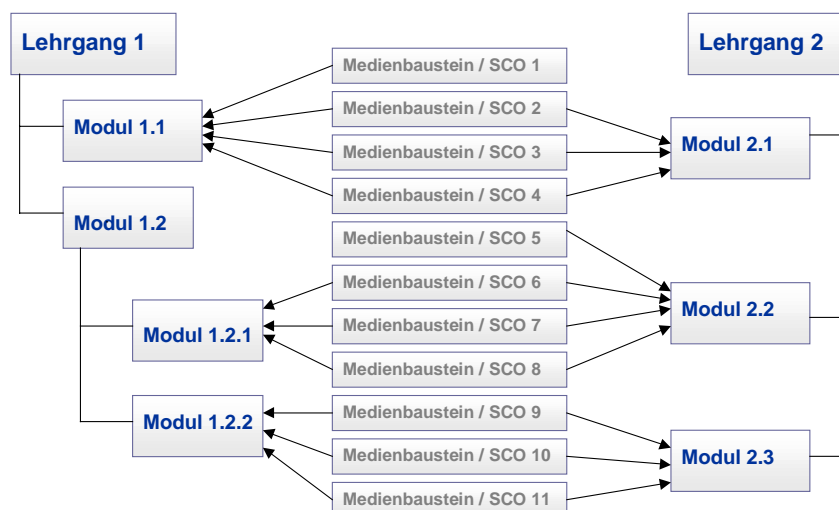 Lehrgang 1
Lehrgang 2
Medienbaustein / SCO 1
Medienbaustein / SCO 2
Modul 1.1
Medienbaustein / SCO 3
Modul 2.1
Medienbaustein / SCO 4
Modul 1.2
Medienbaustein / SCO 5
Medienbaustein / SCO 6
Modul 2.2
Medienbaustein / SCO 7
Modul 1.2.1
Medienbaustein / SCO 8
Medienbaustein / SCO 9
Modul 1.2.2
Medienbaustein / SCO 10
Modul 2.3
Medienbaustein / SCO 11